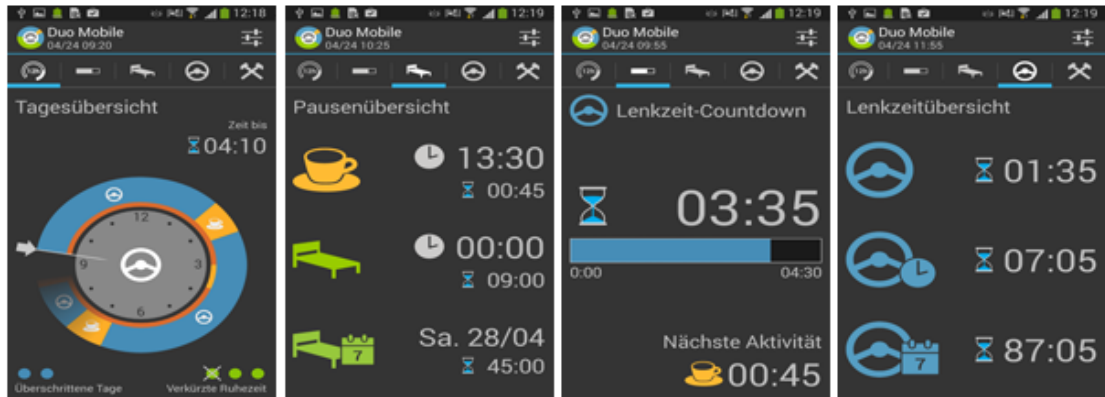 12:18
Duo Mobile
04/24 09:20
12h
Tagesübersicht
Zeit bis
04:10
12
9
3
6
Überschrittene Tage
Verkürzte Ruhezeit
12:19
Duo Mobile
04/24 10:25
12h
Pausenübersicht
13:30
00:45
00:00
09:00
Sa. 28/04
7
45:00
12:19
Duo Mobile
04/24 09:55
12h
Lenkzeit-Countdown
03:35
0:00
04:30
Nächste Aktivität
00:45
12:19
Duo Mobile
04/24 11:55
12h
Lenkzeitübersicht
01:35
07:05
7
87:05